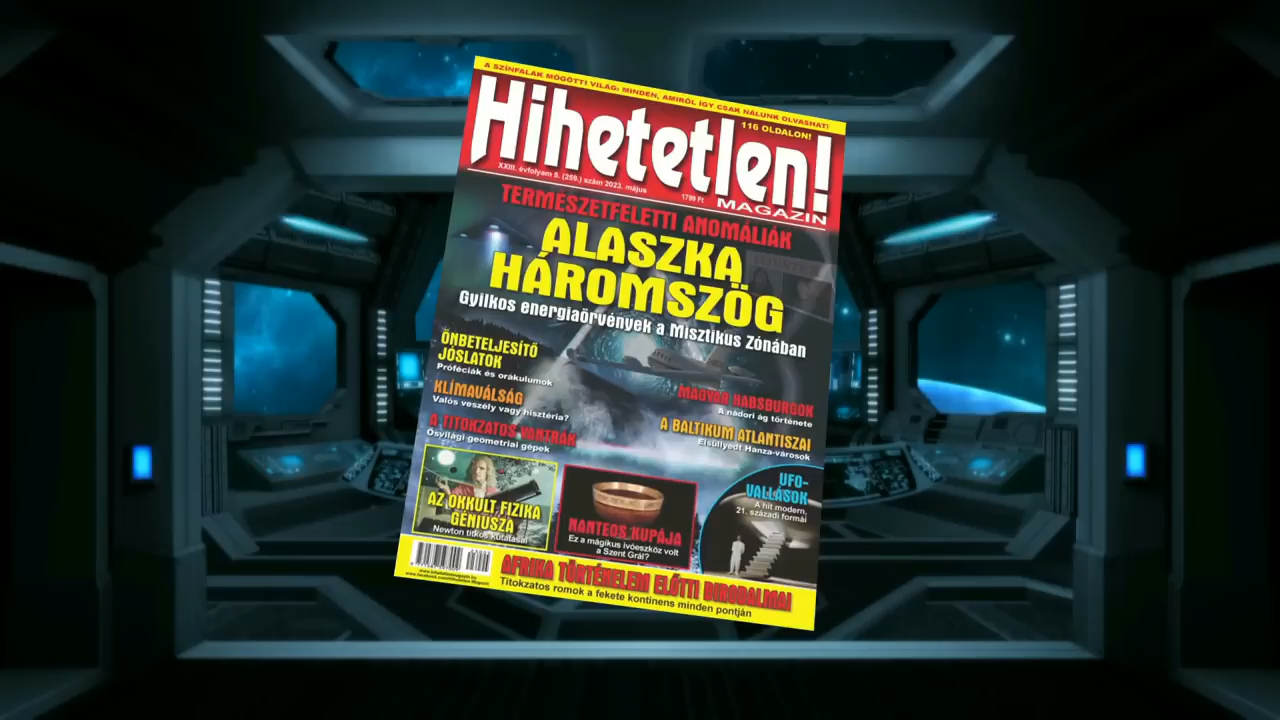 A SZÍNFALAK MÖGÖTTI VILÁG: MINDEN, AMIRŐL ÍGY CSAK NÁLUNK OLVASHAT!
116 OLDALON!
Hihetetlen!
MAGAZIN
XXIII. évfolyam 5. (259.) szám 2023. május
1799 Ft
TERMÉSZETFELETTI ANOMÁLIÁK
ALASZKA
HÁROMSZÖG
Gyilkos energiaörvények a Misztikus Zónában
ÖNBETELJESÍTŐ
JÓSLATOK
Próféciák és orákulumok
KLÍMAVÁLSÁG
Valós veszély vagy hisztéria?
A TITOKZATOS YANTRÁK
Ősvilági geometriai gépek
MAGYAR HABSBURGOK
A nádori ág története
A BALTIKUM ATLANTISZAI
Elsüllyedt Hanza-városok
AZ OKKULT FIZIKA
GÉNIUSZA
Newton titkos kutatásai
NANTEOS KUPÁJA
Ez a mágikus ivóeszköz volt
a Szent Grál?
UFO-
VALLÁSOK
A hit modern,
21. századi formái
AFRIKA TÖRTÉNELEM ELŐTTI BIRODALMAI
Titokzatos romok a fekete kontinens minden pontján